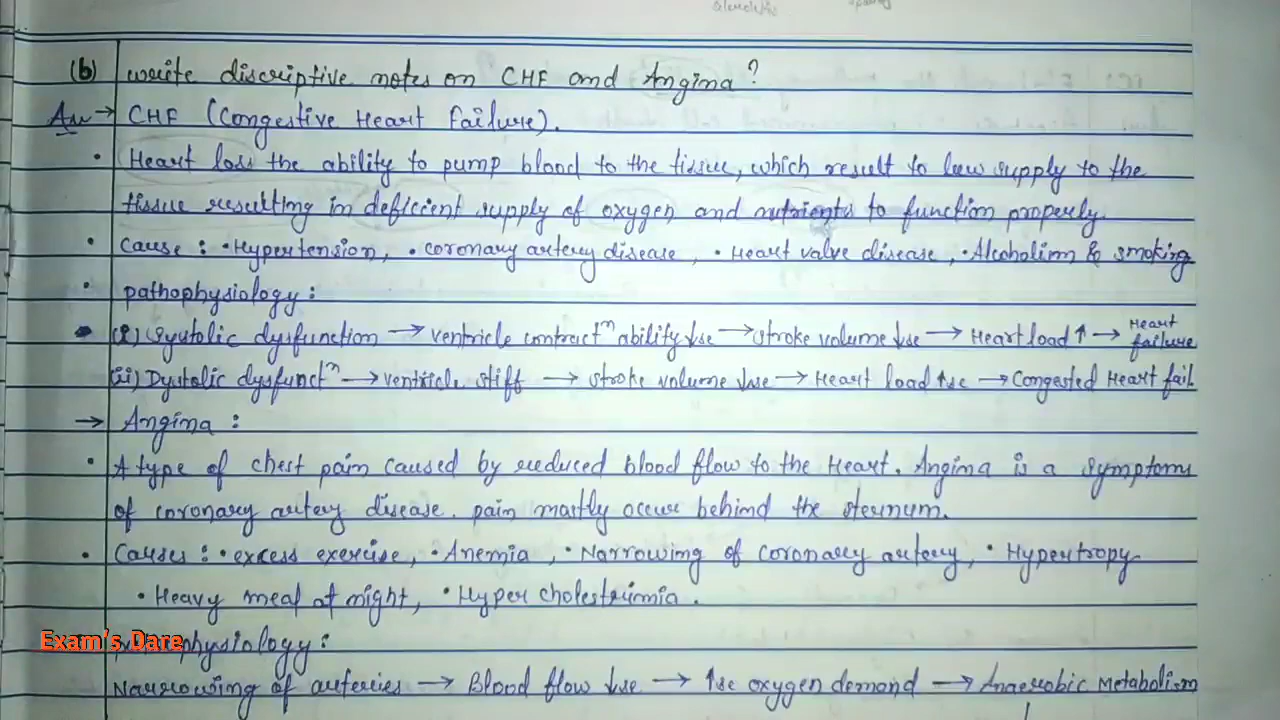 (b) write discriptive notes on CHF and Angina ?
Ans → CHF (Congestive Heart Failure).
• Heart loss the ability to pump blood to the tissue, which result to low supply to the
tissue resulting in deficient supply of oxygen and nutrients to function properly.
• Cause : • Hypertension, • coronary artery disease, • Heart valve disease, • Alcoholism & smoking
• pathophysiology :
(i) Systolic dysfunction → ventricle contractⁿ ability ↓se → stroke volume ↓se → Heart load ↑ → Heart failure
(ii) Dystolic dysfunctⁿ → ventricle stiff → stroke volume ↓se → Heart load ↑se → Congested Heart fail.
→ Angina :
• A type of chest pain caused by reduced blood flow to the Heart. Angina is a symptoms
of coronary artery disease. pain mostly occur behind the sternum.
• Causes : • excess exercise, • Anemia, • Narrowing of coronary artery, • Hypertropy
• Heavy meal at night, • Hyper cholestrimia.
Exam's Dare
physiology :
Narrowing of arteries → Blood flow ↓se → ↑se oxygen demand → Anaerobic Metabolism